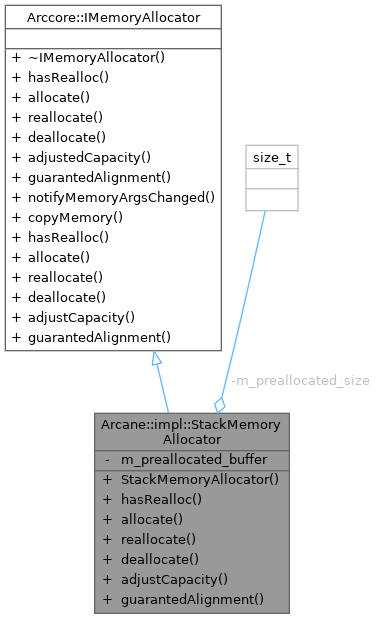 Arccore::IMemoryAllocator
+ ~IMemoryAllocator()
+ hasRealloc()
+ allocate()
+ reallocate()
+ deallocate()
+ adjustedCapacity()
+ guarantedAlignment()
+ notifyMemoryArgsChanged()
+ copyMemory()
+ hasRealloc()
+ allocate()
+ reallocate()
+ deallocate()
+ adjustCapacity()
+ guarantedAlignment()
size_t
-m_preallocated_size
Arcane::impl::StackMemory
Allocator
- m_preallocated_buffer
+ StackMemoryAllocator()
+ hasRealloc()
+ allocate()
+ reallocate()
+ deallocate()
+ adjustCapacity()
+ guarantedAlignment()